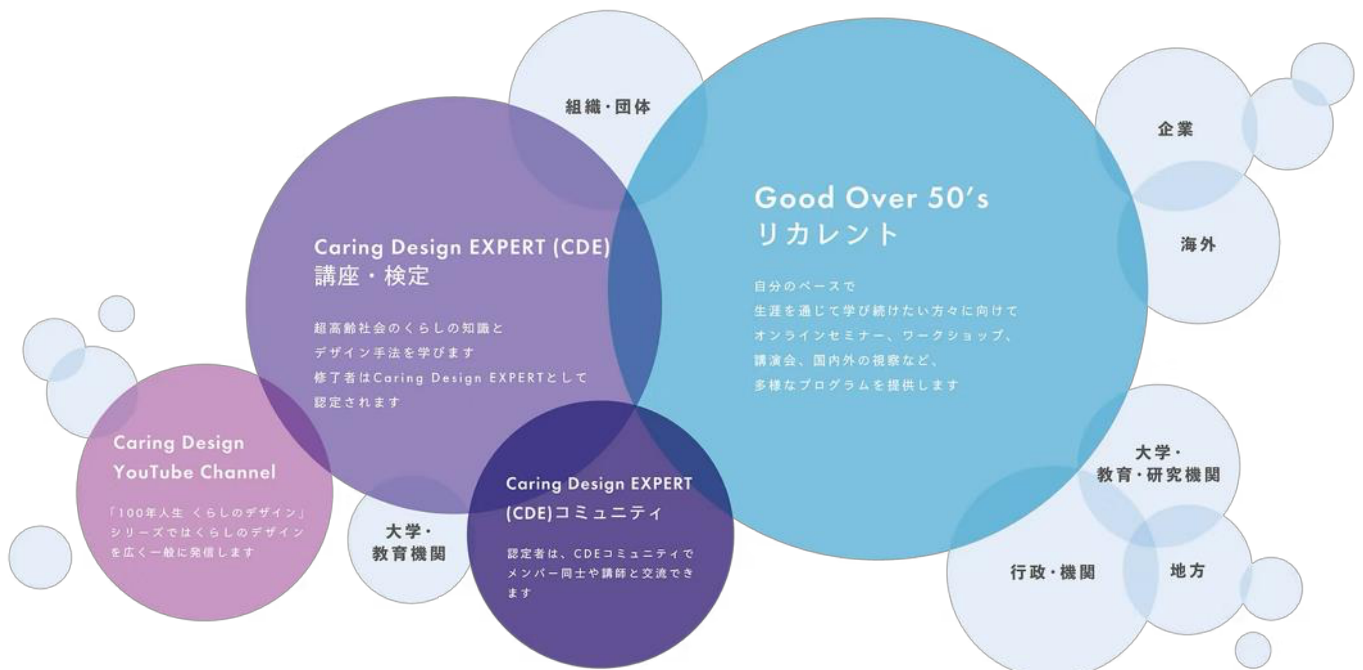 組織・団体
企業
海外
Good Over 50's
リカレント
自分のペースで
生涯を通じて学び続けたい方々に向けて
オンラインセミナー、ワークショップ、
講演会、国内外の視察など、
多様なプログラムを提供します
Caring Design EXPERT (CDE)
講座・検定
超高齢社会のくらしの知識と
デザイン手法を学びます
修了者はCaring Design EXPERTとして
認定されます
Caring Design
YouTube Channel
「100年人生 くらしのデザイン」
シリーズではくらしのデザイン
を広く一般に発信します
大学・
教育機関
Caring Design EXPERT
(CDE)コミュニティ
認定者は、CDEコミュニティで
メンバー同士や講師と交流でき
ます
大学・
教育・研究機関
行政・機関
地方